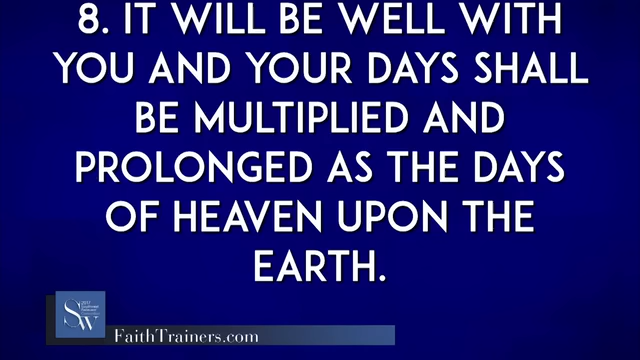 8. IT WILL BE WELL WITH
YOU AND YOUR DAYS SHALL
BE MULTIPLIED AND
PROLONGED AS THE DAYS
OF HEAVEN UPON THE
EARTH.
SW
FaithTrainers.com